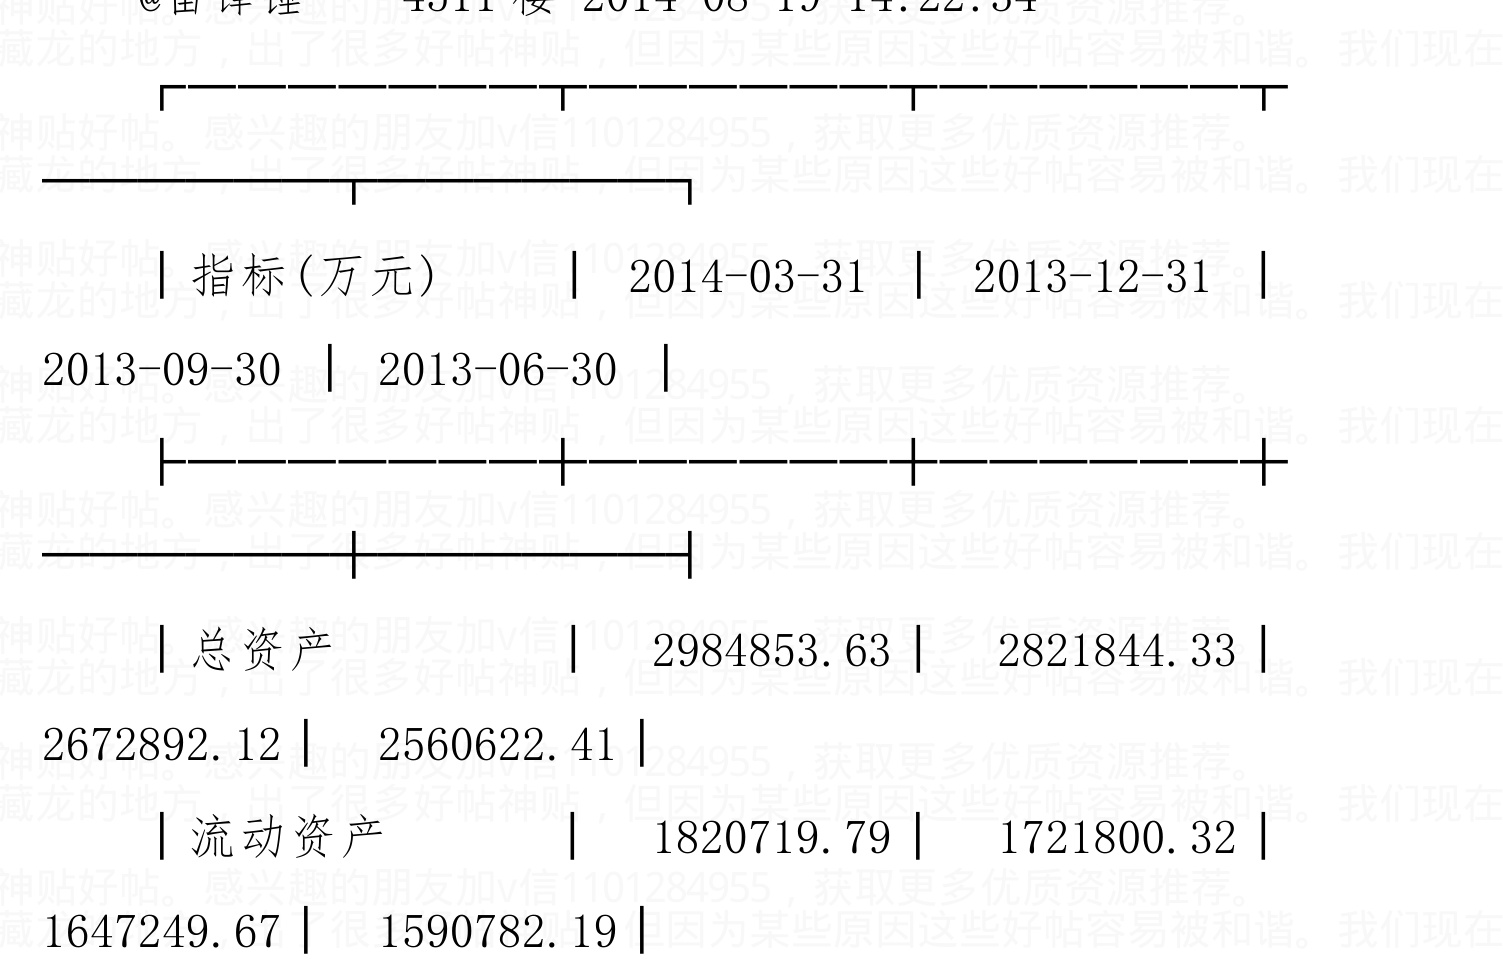 2014-08-19 14:22:34
指标(万元) | 2014-03-31 | 2013-12-31 |
2013-09-30 | 2013-06-30 |
| 总资产 | 2984853.63 | 2821844.33 |
2672892.12 | 2560622.41 |
| 流动资产 | 1820719.79 | 1721800.32 |
1647249.67 | 1590782.19 |
神贴好帖。感兴趣的朋友加v信1101284955，获取更多优质资源推荐。
藏龙的地方，出了很多好帖神贴，但因为某些原因这些好帖容易被和谐。我们现在